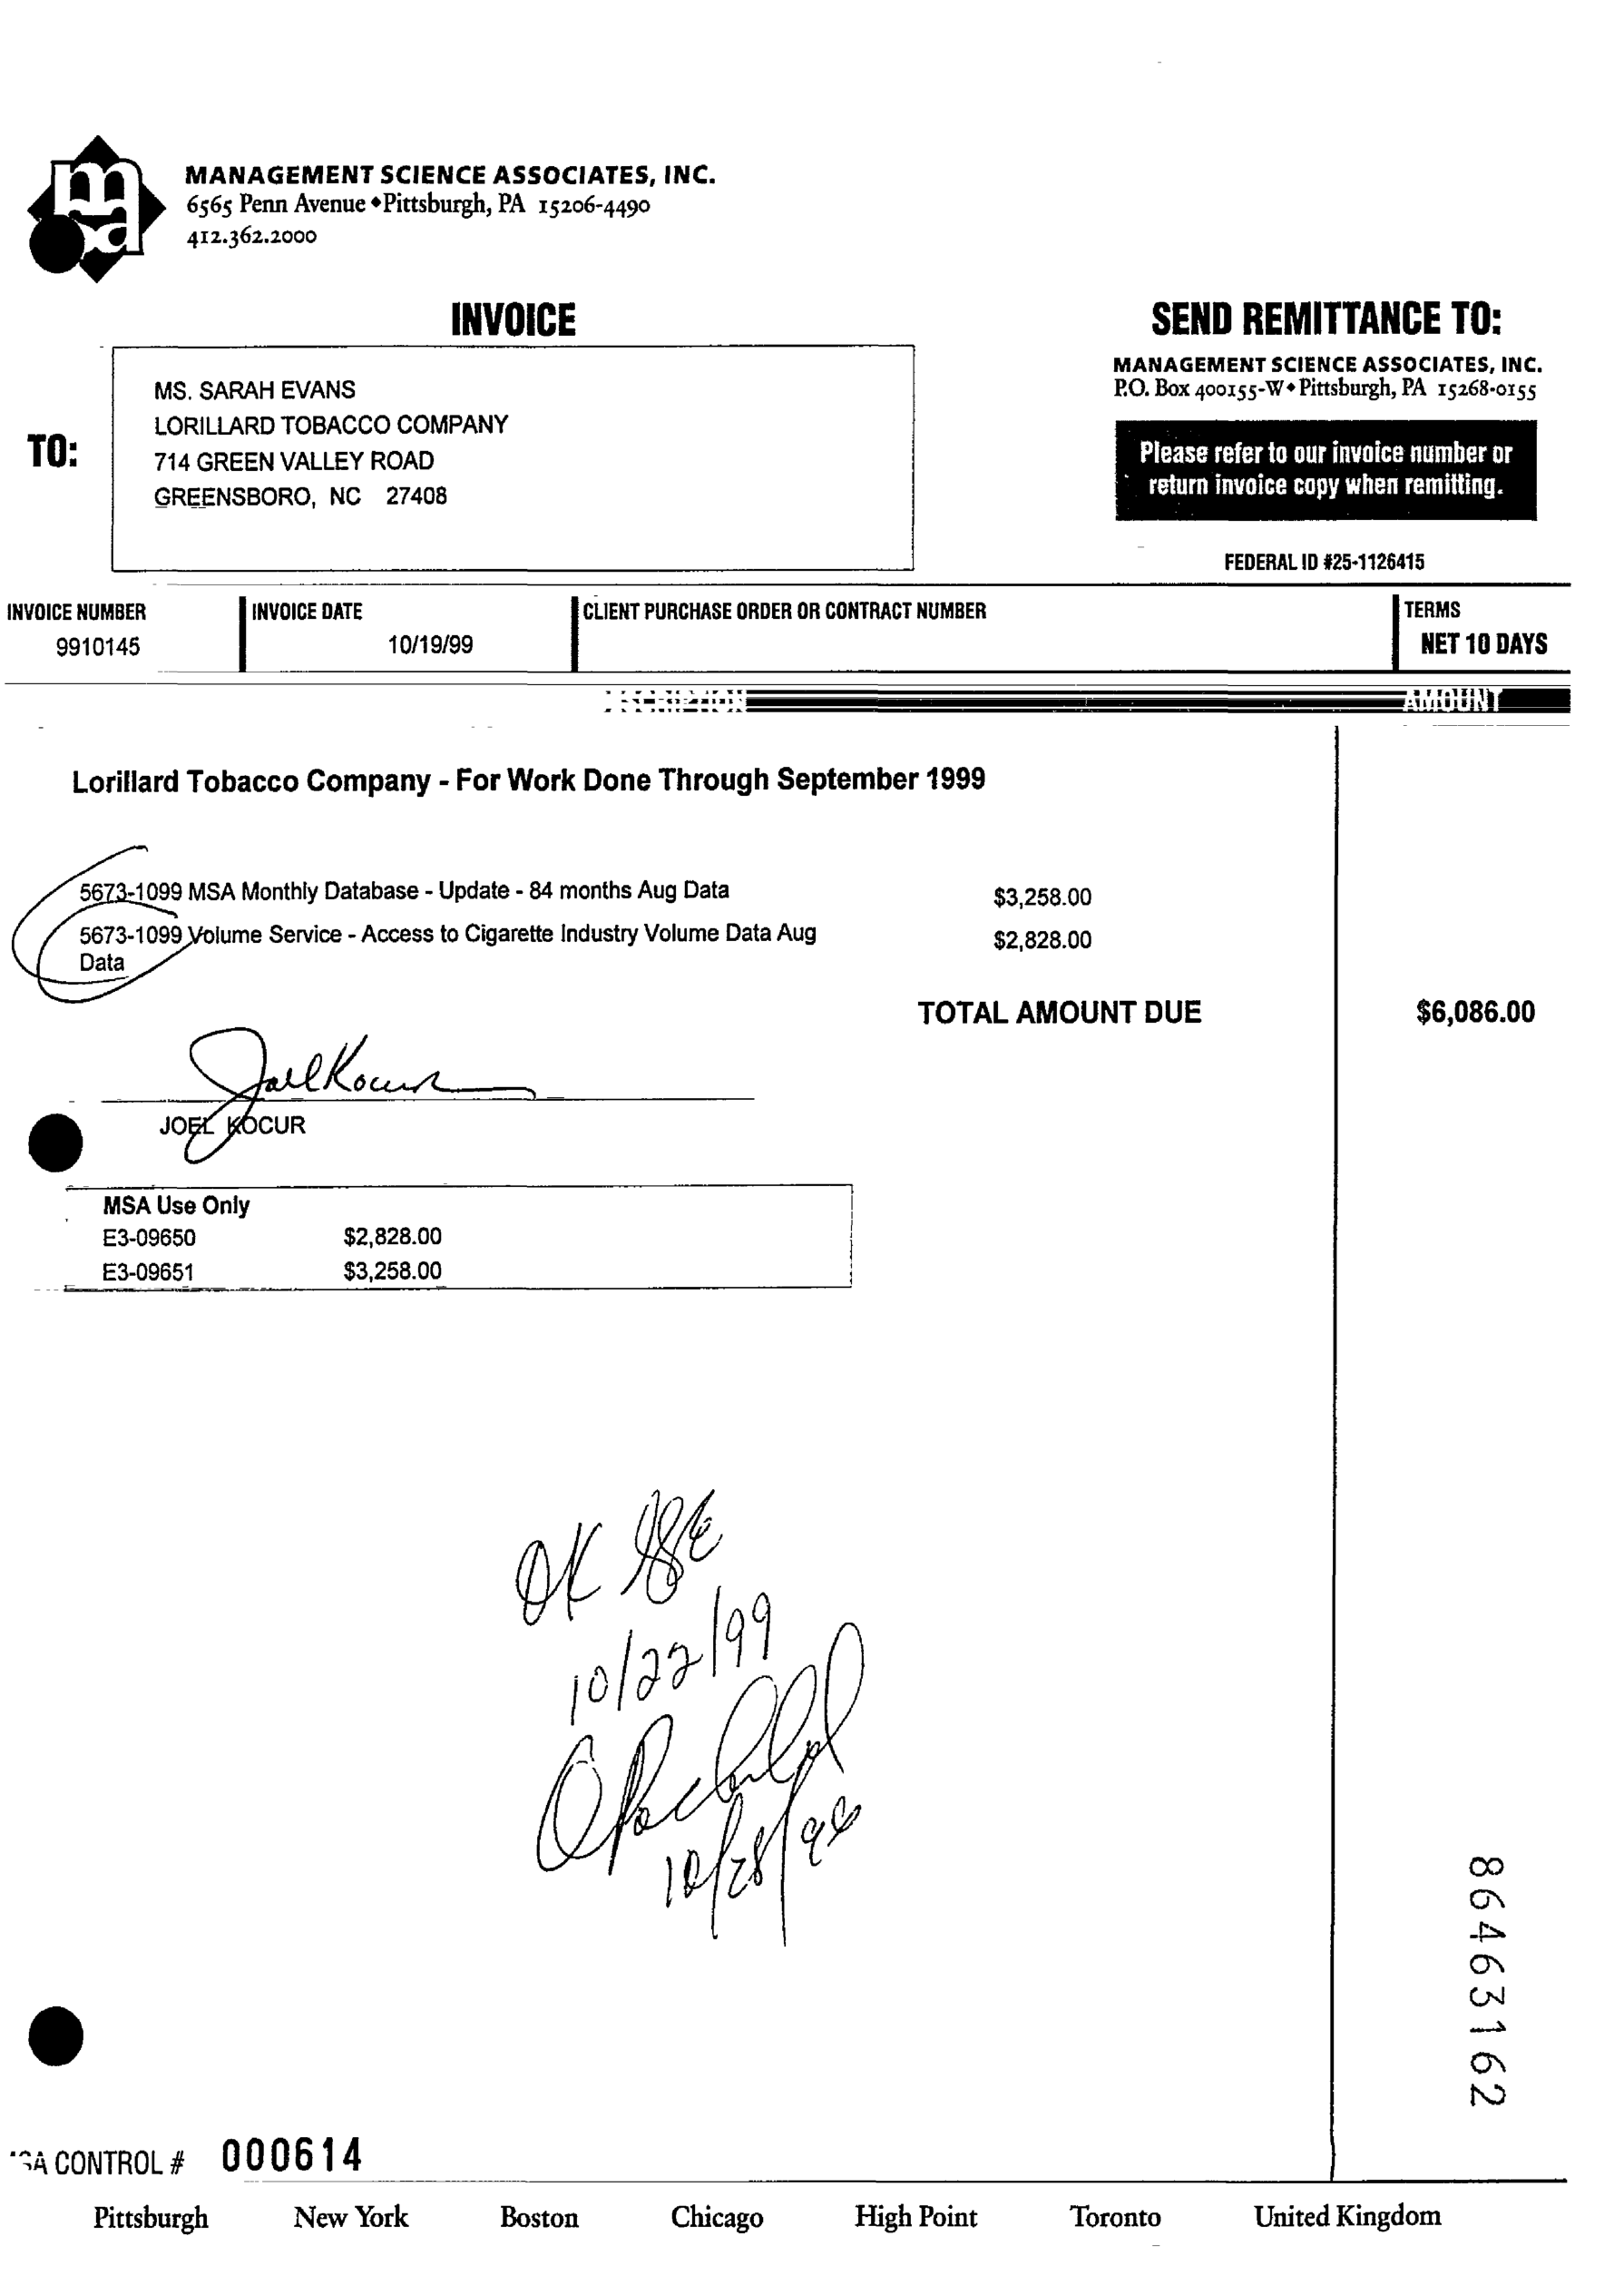 MANAGEMENT SCIENCE ASSOCIATES, INC.
6565 Penn Avenue ◆ Pittsburgh, PA 15206-4490
412.362.2000
INVOICE
SEND REMITTANCE TO:
MANAGEMENT SCIENCE ASSOCIATES, INC.
P.O. Box 400155-W ◆ Pittsburgh, PA 15268-0155
TO:
MS. SARAH EVANS
LORILLARD TOBACCO COMPANY
714 GREEN VALLEY ROAD
GREENSBORO, NC 27408
Please refer to our invoice number or
return invoice copy when remitting.
FEDERAL ID #25-1126415
INVOICE NUMBER INVOICE DATE CLIENT PURCHASE ORDER OR CONTRACT NUMBER TERMS
9910145 10/19/99 NET 10 DAYS
DESCRIPTION AMOUNT
Lorillard Tobacco Company - For Work Done Through September 1999
5673-1099 MSA Monthly Database - Update - 84 months Aug Data $3,258.00
5673-1099 Volume Service - Access to Cigarette Industry Volume Data Aug $2,828.00
Data
TOTAL AMOUNT DUE $6,086.00
Joel Kocur
JOEL KOCUR
MSA Use Only
E3-09650 $2,828.00
E3-09651 $3,258.00
OK
10/22/99
10/28/99
86463162
CONTROL # 000614
Pittsburgh New York Boston Chicago High Point Toronto United Kingdom